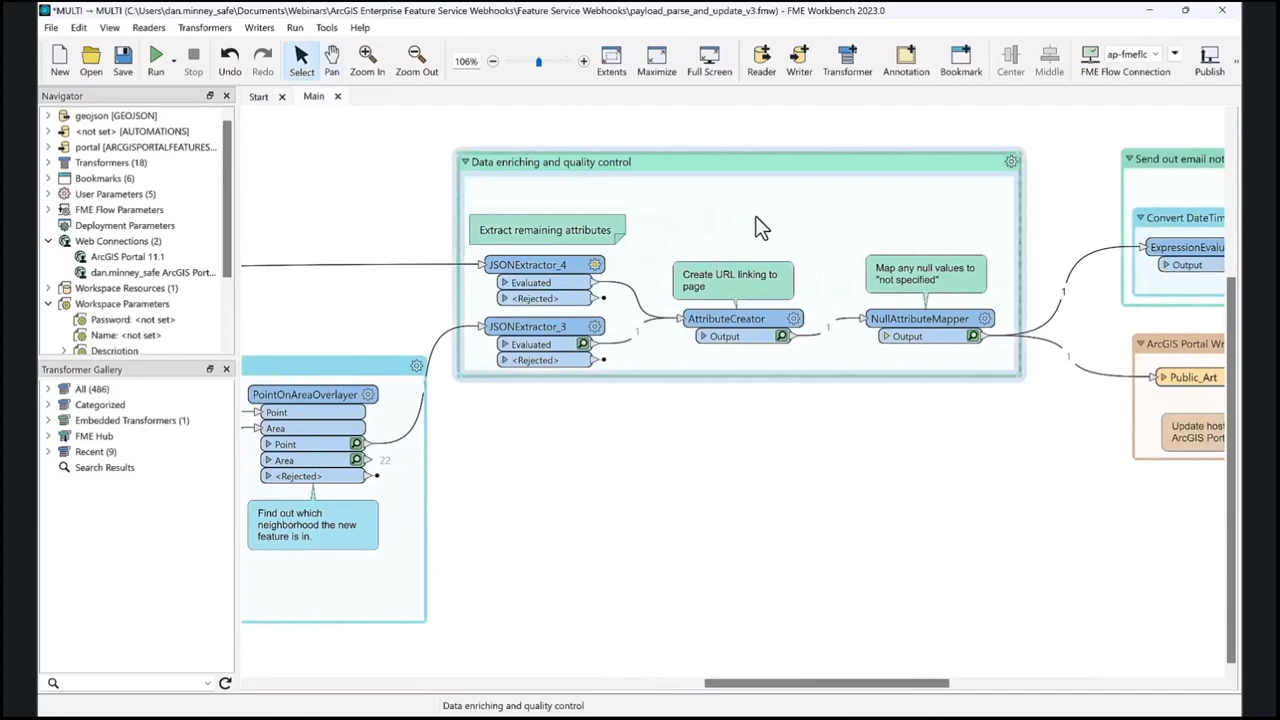 *MULTI → MULTI (C:\Users\dan.minney_safe\Documents\Webinars\ArcGIS Enterprise Feature Service Webhooks\Feature Service Webhooks\payload_parse_and_update_v3.fmw) - FME Workbench 2023.0
File Edit View Readers Transformers Writers Run Tools Help
106% ap-fmeflc
New Open Save Run Stop Undo Redo Select Pan Zoom In Zoom Out Extents Maximize Full Screen Reader Writer Transformer Annotation Bookmark Center Middle FME Flow Connection Publish
Navigator
Start Main
geojson [GEOJSON]
<not set> [AUTOMATIONS]
portal [ARCGISPORTALFEATURES...
Transformers (18)
Bookmarks (6)
User Parameters (5)
FME Flow Parameters
Deployment Parameters
Web Connections (2)
ArcGIS Portal 11.1
dan.minney_safe ArcGIS Port...
Workspace Resources (1)
Workspace Parameters
Password: <not set>
Name: <not set>
Description
Transformer Gallery
All (486)
Categorized
Embedded Transformers (1)
FME Hub
Recent (9)
Search Results
PointOnAreaOverlayer
Point
Area
Point
Area
22
<Rejected>
Find out which
neighborhood the new
feature is in.
Data enriching and quality control
Extract remaining attributes
JSONExtractor_4
Evaluated
<Rejected>
JSONExtractor_3
Evaluated
1
<Rejected>
Create URL linking to
page
AttributeCreator
Output
1
Map any null values to
"not specified"
NullAttributeMapper
Output
1
1
Send out email not
Convert DateTim
ExpressionEvalu
Output
ArcGIS Portal Wr
Public_Art
Update host
ArcGIS Port
Data enriching and quality control